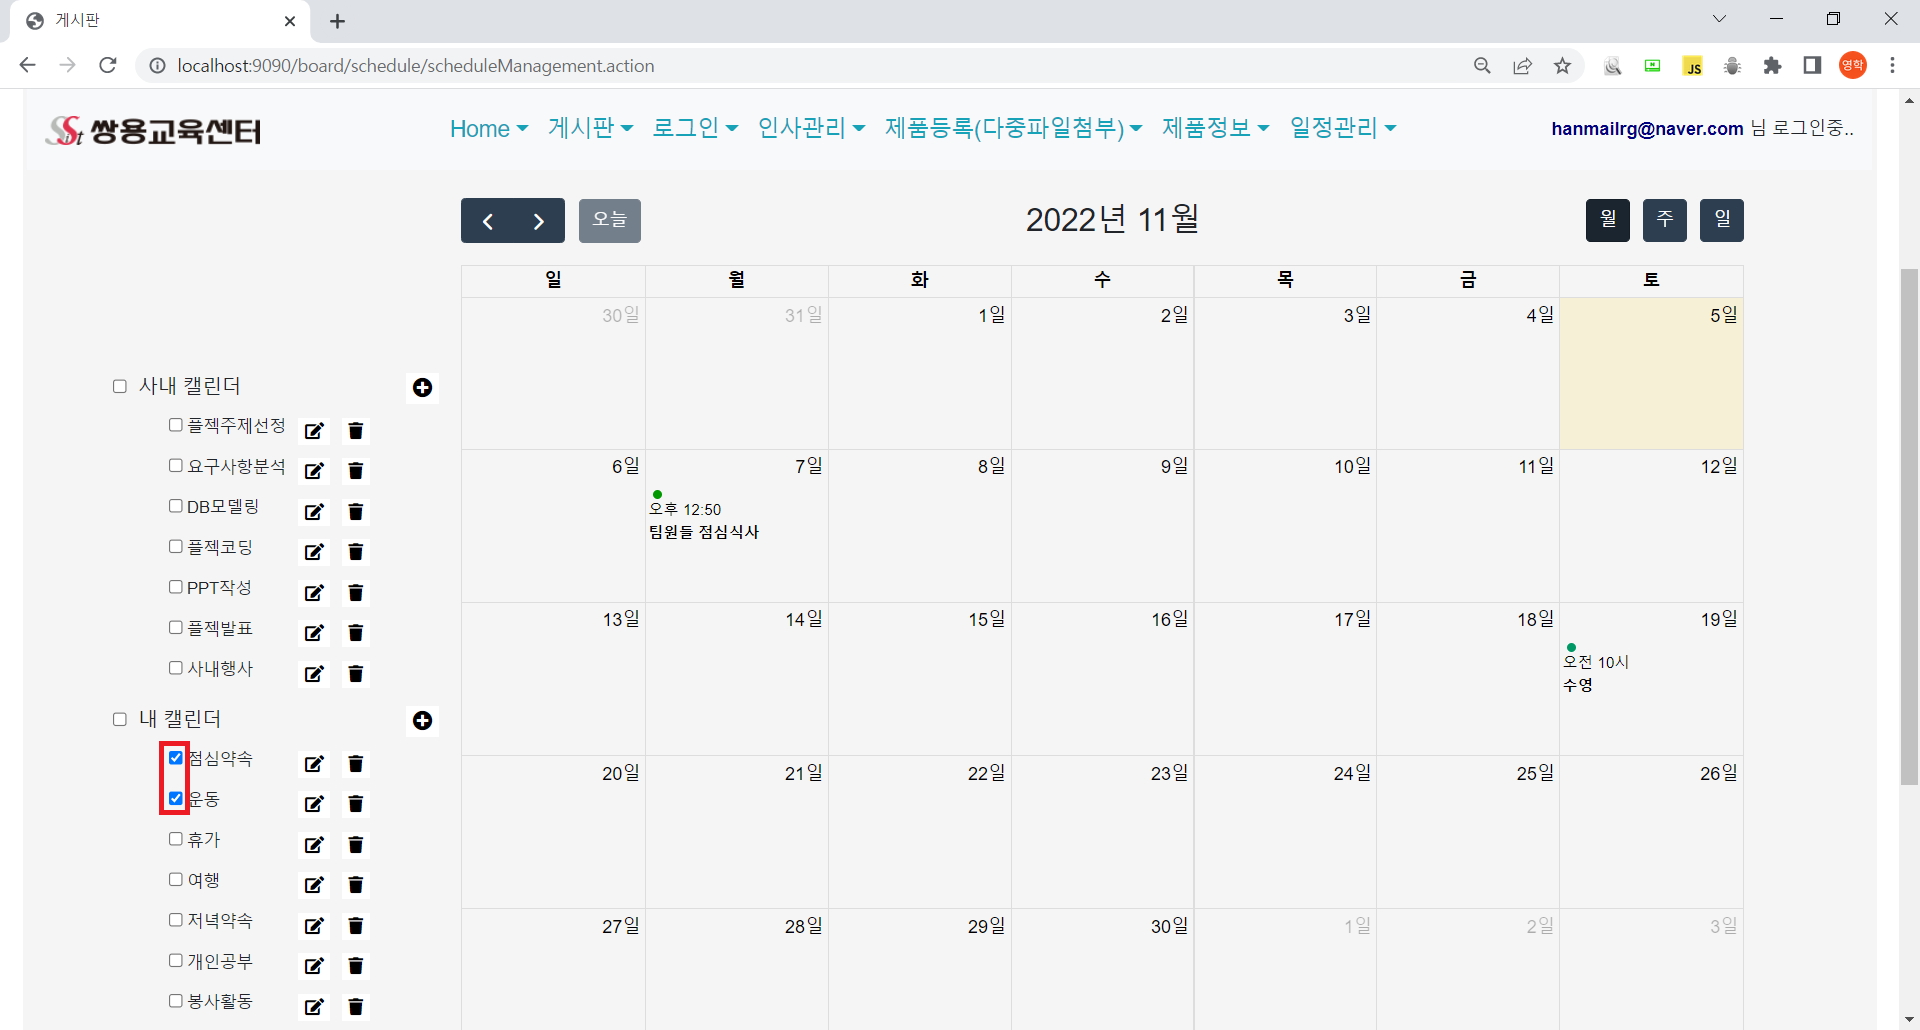 게시판
localhost:9090/board/schedule/scheduleManagement.action
JS
영학
SSist 쌍용교육센터
Home 게시판 로그인 인사관리 제품등록(다중파일첨부) 제품정보 일정관리
hanmailrg@naver.com 님 로그인중..
오늘
2022년 11월
월 주 일
일 월 화 수 목 금 토
30일 31일 1일 2일 3일 4일 5일
사내 캘린더
플젝주제선정
요구사항분석
DB모델링
플젝코딩
PPT작성
플젝발표
사내행사
내 캘린더
점심약속
운동
휴가
여행
저녁약속
개인공부
봉사활동
6일 7일 8일 9일 10일 11일 12일
오후 12:50
팀원들 점심식사
13일 14일 15일 16일 17일 18일 19일
오전 10시
수영
20일 21일 22일 23일 24일 25일 26일
27일 28일 29일 30일 1일 2일 3일